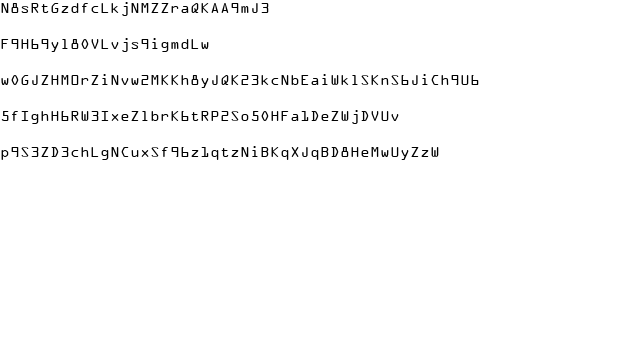 N8sRtGzdfcLkjNMZZraQKAA9mJ3
F9H69yl80VLvjs9igmdLw
w0GJZHMOrZiNvw2MKKh8yJQK23kcNbEaiWklSKnS6JiCh9U6
5fIghH6RW3IxeZlbrK6tRP2So50HFa1DeZWjDVUv
p9S3ZD3chLgNCuxSf96z1qtzNiBKqXJqBD8HeMwUyZzW